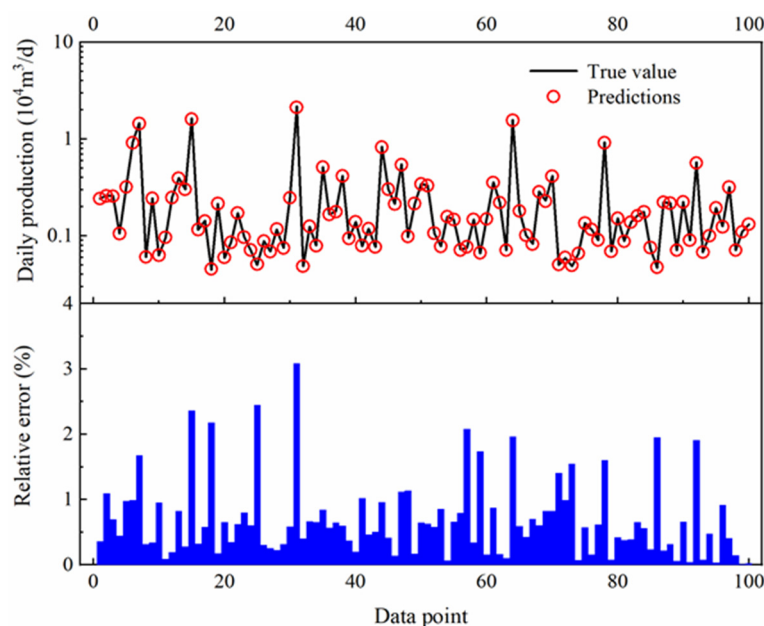 0 20 40 60 80 100
10
1
0.1
Daily production (10⁴m³/d)
True value
Predictions
4
3
2
1
0
Relative error (%)
0 20 40 60 80 100
Data point